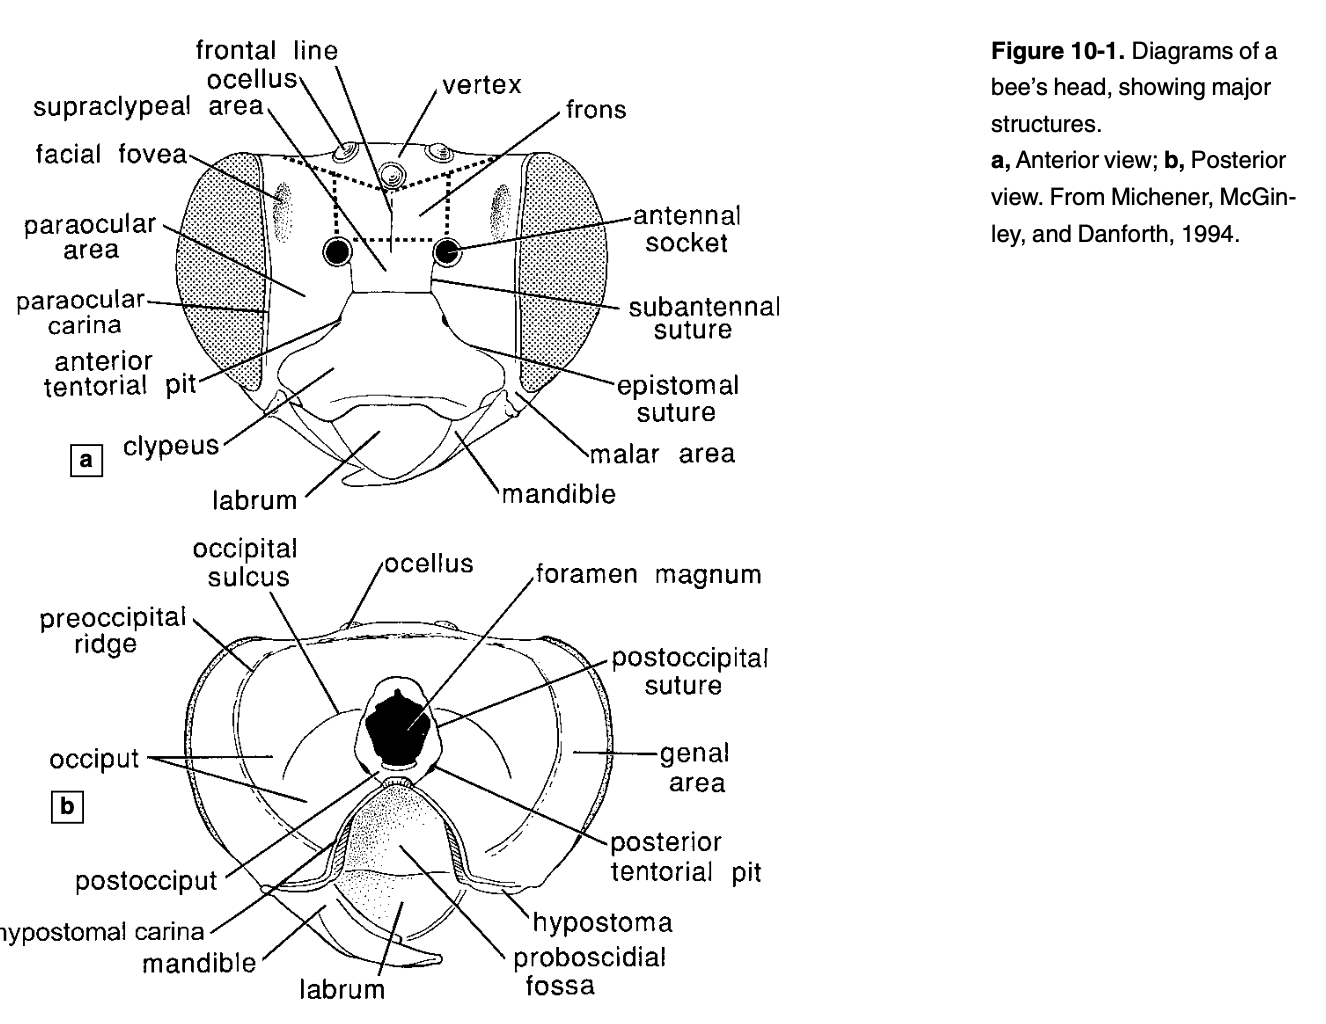 frontal line
ocellus
supraclypeal area
facial fovea
paraocular
area
paraocular
carina
anterior
tentorial pit
clypeus
a
labrum
vertex
frons
antennal
socket
subantennal
suture
epistomal
suture
malar area
mandible
occipital
sulcus
ocellus
foramen magnum
preoccipital
ridge
postoccipital
suture
occiput
b
genal
area
postocciput
posterior
tentorial pit
hypostomal carina
mandible
labrum
hypostoma
proboscidial
fossa
Figure 10-1. Diagrams of a
bee's head, showing major
structures.
a, Anterior view; b, Posterior
view. From Michener, McGin-
ley, and Danforth, 1994.